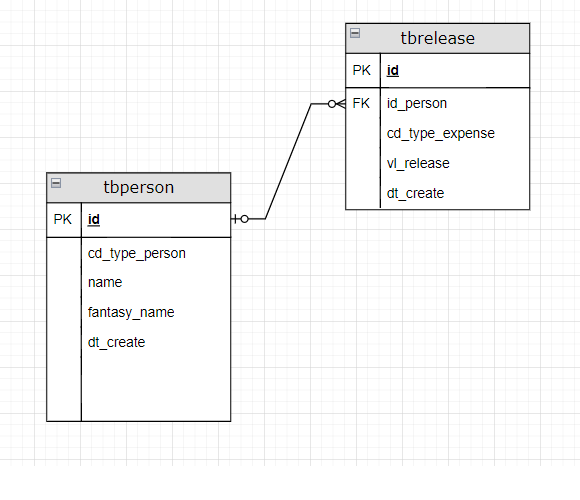 tbrelease
PK id
FK id_person
cd_type_expense
vl_release
dt_create
tbperson
PK id
cd_type_person
name
fantasy_name
dt_create